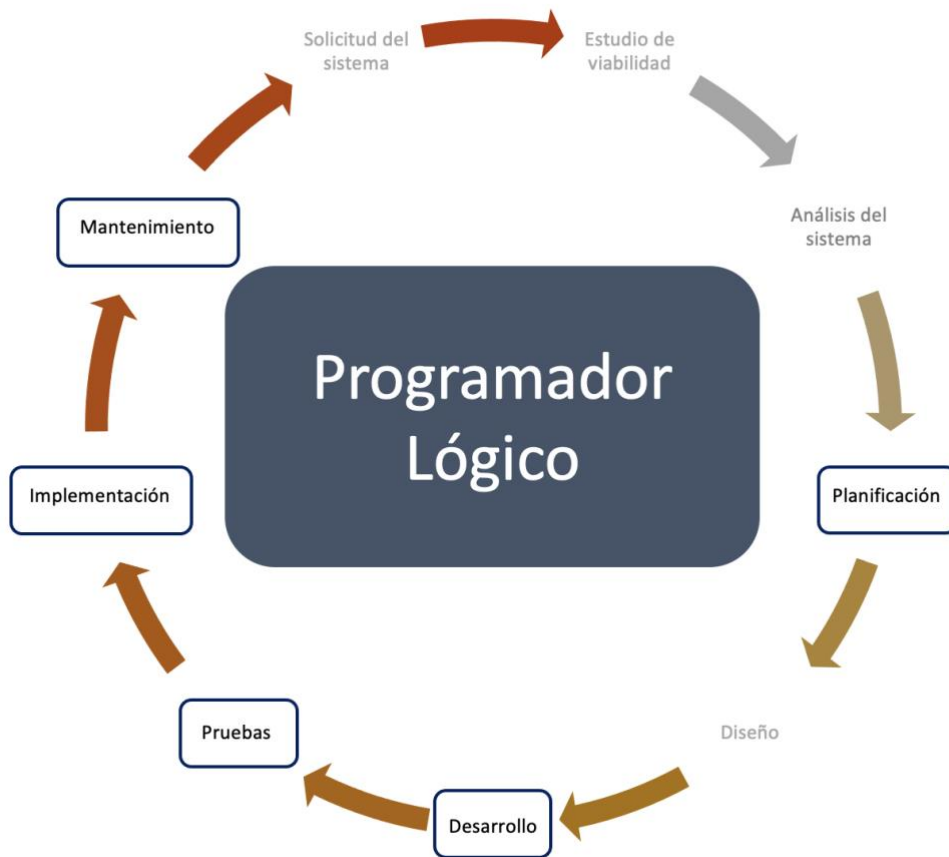 Solicitud del
sistema
Estudio de
viabilidad
Análisis del
sistema
Planificación
Diseño
Desarrollo
Pruebas
Implementación
Mantenimiento
Programador
Lógico